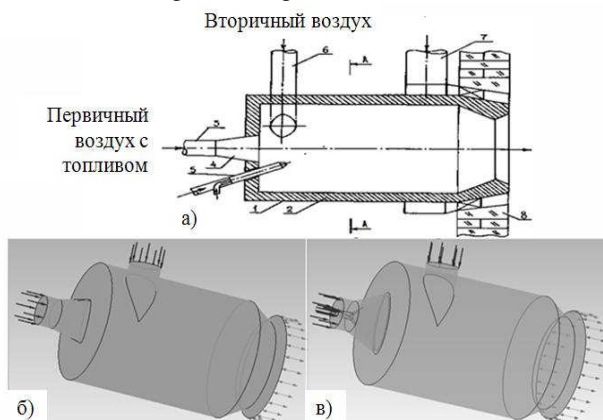 Вторичный воздух
6
А
7
Первичный
воздух с
топливом
3
4
5
а)
1
2
А
8
б)
в)